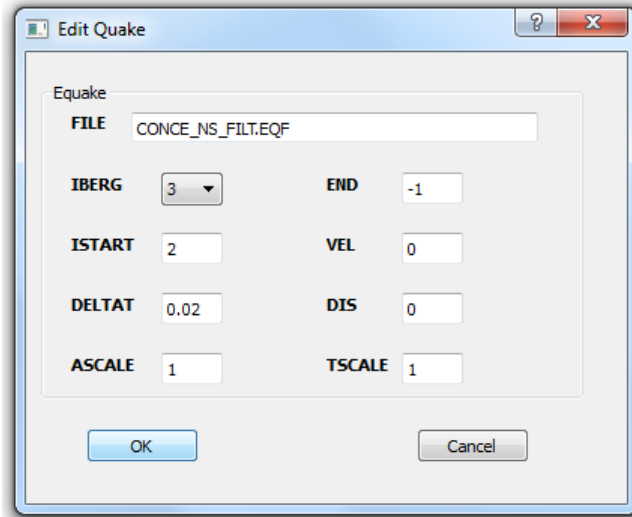 Edit Quake
Equake
FILE CONCE_NS_FILT.EQF
IBERG 3 END -1
ISTART 2 VEL 0
DELTAT 0.02 DIS 0
ASCALE 1 TSCALE 1
OK Cancel